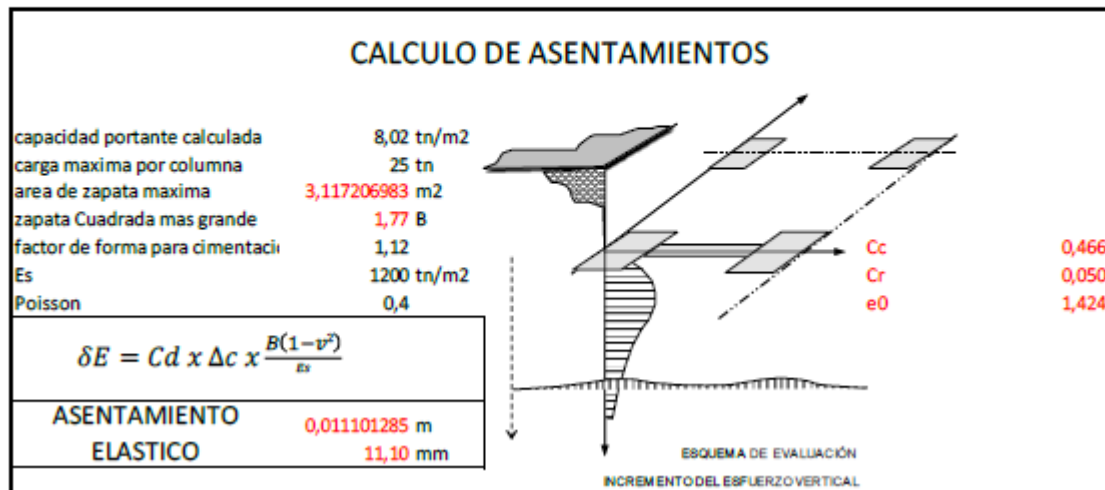 CALCULO DE ASENTAMIENTOS
capacidad portante calculada 8,02 tn/m2
carga maxima por columna 25 tn
area de zapata maxima 3,117206983 m2
zapata Cuadrada mas grande 1,77 B
factor de forma para cimentaci 1,12
Es 1200 tn/m2
Poisson 0,4
Cc 0,466
Cr 0,050
e0 1,424
δE = Cd x Δc x B(1−v²)/Es
ASENTAMIENTO ELASTICO
0,011101285 m
11,10 mm
ESQUEMA DE EVALUACIÓN
INCREMENTO DEL ESFUERZO VERTICAL